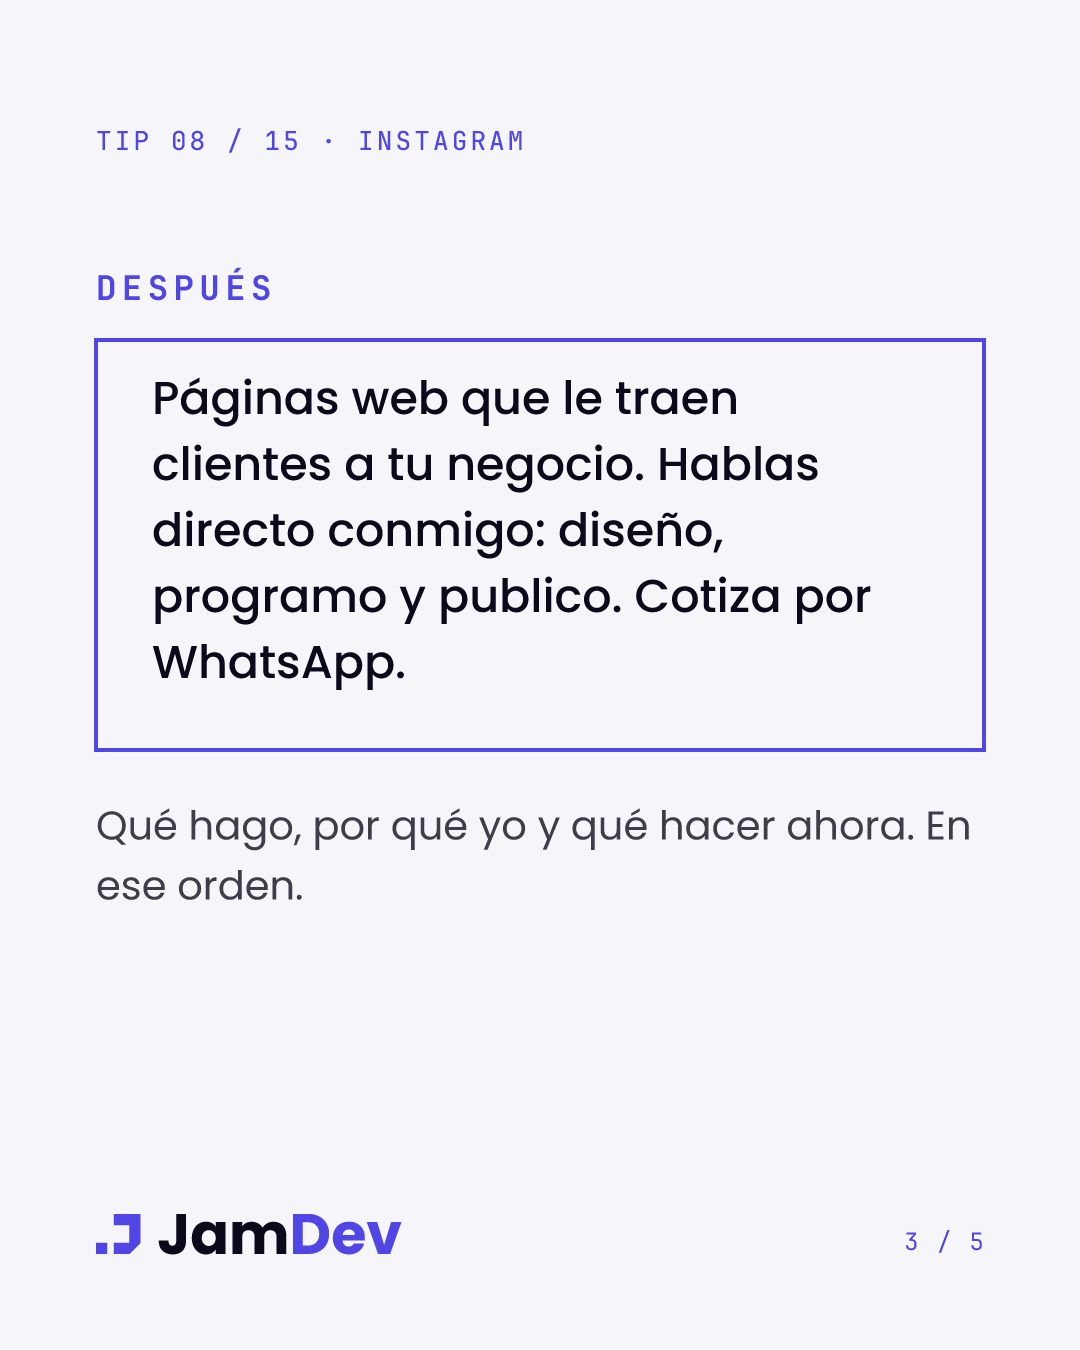 TIP 08 / 15 · INSTAGRAM
DESPUÉS
Páginas web que le traen
clientes a tu negocio. Hablas
directo conmigo: diseño,
programo y publico. Cotiza por
WhatsApp.
Qué hago, por qué yo y qué hacer ahora. En
ese orden.
JamDev
3 / 5